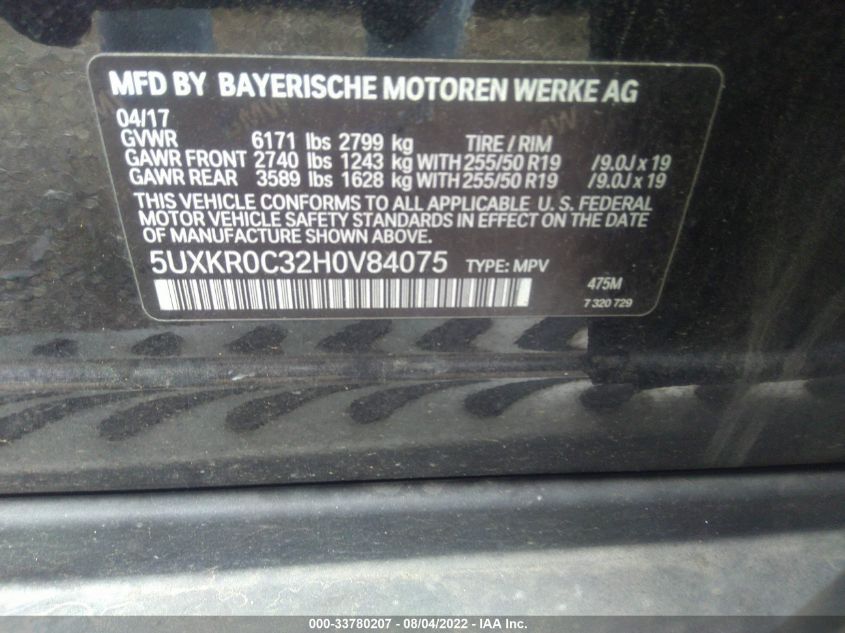 MFD BY BAYERISCHE MOTOREN WERKE AG
04/17
GVWR 6171 lbs 2799 kg TIRE / RIM
GAWR FRONT 2740 lbs 1243 kg WITH 255/50 R19 /9.0J x 19
GAWR REAR 3589 lbs 1628 kg WITH 255/50 R19 /9.0J x 19
THIS VEHICLE CONFORMS TO ALL APPLICABLE U. S. FEDERAL
MOTOR VEHICLE SAFETY STANDARDS IN EFFECT ON THE DATE
OF MANUFACTURE SHOWN ABOVE.
5UXKR0C32H0V84075 TYPE: MPV
475M
7 320 729
000-33780207 - 08/04/2022 - IAA Inc.